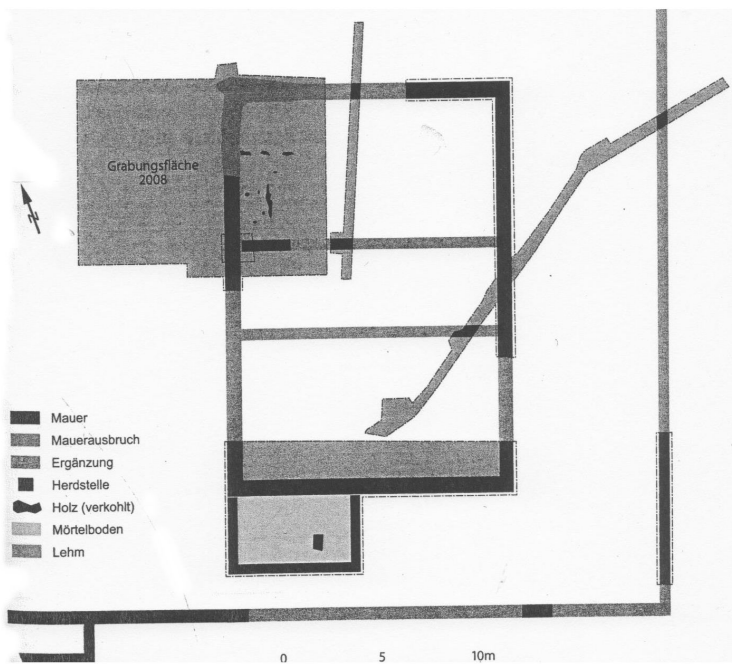 Grabungsfläche
2008
N
Mauer
Mauerausbruch
Ergänzung
Herdstelle
Holz (verkohlt)
Mörtelboden
Lehm
0 5 10m